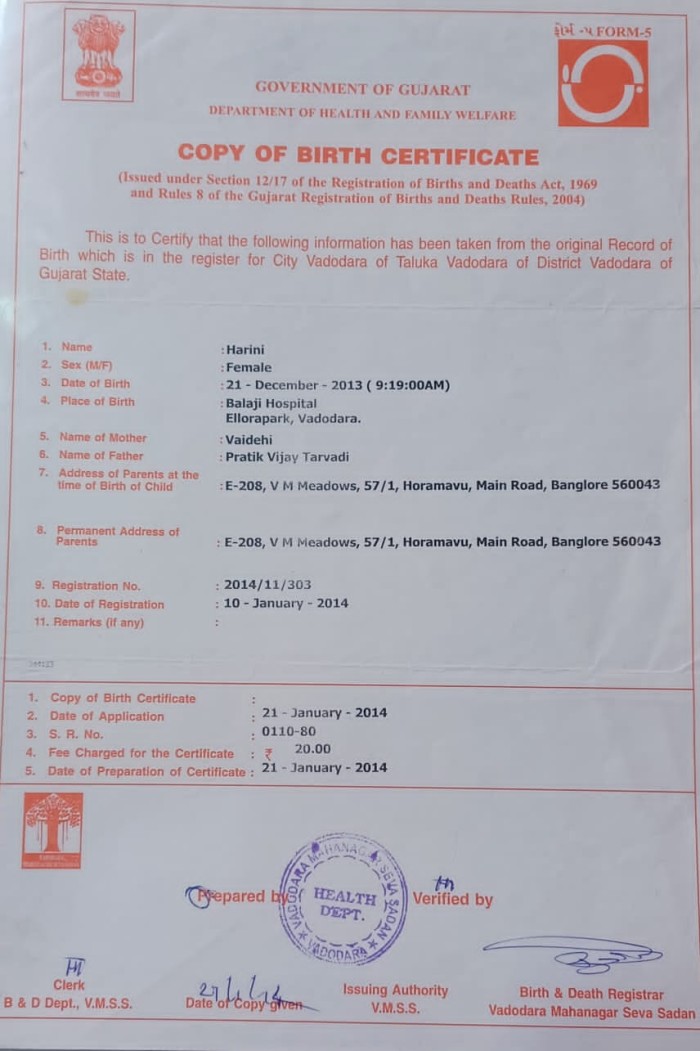 सत्यमेव जयते
ફોર્મ -૫ FORM-5
GOVERNMENT OF GUJARAT
DEPARTMENT OF HEALTH AND FAMILY WELFARE
COPY OF BIRTH CERTIFICATE
(Issued under Section 12/17 of the Registration of Births and Deaths Act, 1969
and Rules 8 of the Gujarat Registration of Births and Deaths Rules, 2004)
This is to Certify that the following information has been taken from the original Record of
Birth which is in the register for City Vadodara of Taluka Vadodara of District Vadodara of
Gujarat State.
1. Name : Harini
2. Sex (M/F) : Female
3. Date of Birth : 21 - December - 2013 ( 9:19:00AM)
4. Place of Birth : Balaji Hospital
Ellorapark, Vadodara.
5. Name of Mother : Vaidehi
6. Name of Father : Pratik Vijay Tarvadi
7. Address of Parents at the
time of Birth of Child : E-208, V M Meadows, 57/1, Horamavu, Main Road, Banglore 560043
8. Permanent Address of
Parents : E-208, V M Meadows, 57/1, Horamavu, Main Road, Banglore 560043
9. Registration No. : 2014/11/303
10. Date of Registration : 10 - January - 2014
11. Remarks (if any) :
1. Copy of Birth Certificate :
2. Date of Application : 21 - January - 2014
3. S. R. No. : 0110-80
4. Fee Charged for the Certificate : ₹ 20.00
5. Date of Preparation of Certificate : 21 - January - 2014
VADODARA MAHANAGAR SEVA SADAN
HEALTH
DEPT.
VADODARA
Prepared by
Verified by
Clerk
B & D Dept., V.M.S.S.
Date of Copy given
Issuing Authority
V.M.S.S.
Birth & Death Registrar
Vadodara Mahanagar Seva Sadan